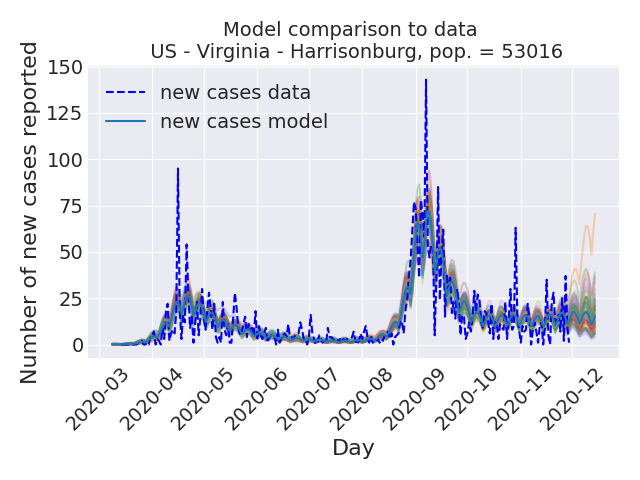 Model comparison to data
US - Virginia - Harrisonburg, pop. = 53016
Number of new cases reported
150
125
100
75
50
25
0
new cases data
new cases model
2020-03
2020-04
2020-05
2020-06
2020-07
2020-08
2020-09
2020-10
2020-11
2020-12
Day